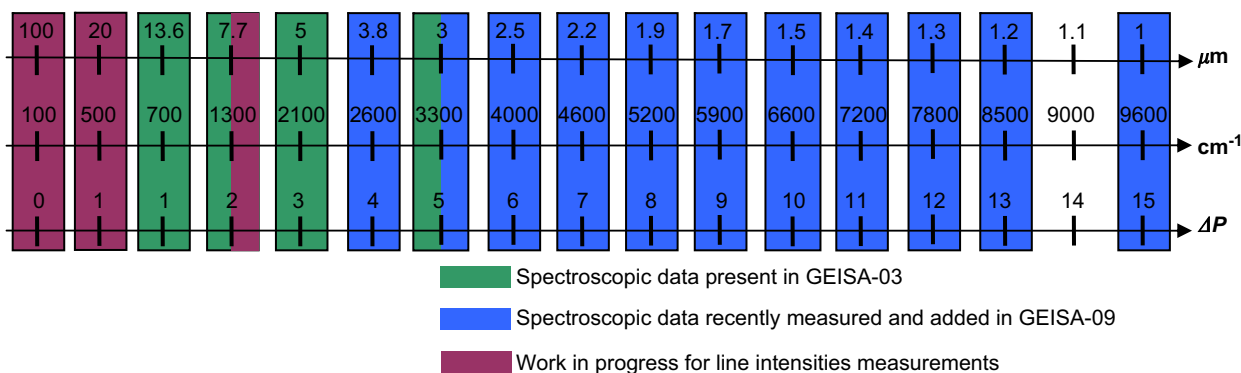 100 20 13.6 7.7 5 3.8 3 2.5 2.2 1.9 1.7 1.5 1.4 1.3 1.2 1.1 1 μm
100 500 700 1300 2100 2600 3300 4000 4600 5200 5900 6600 7200 7800 8500 9000 9600 cm⁻¹
0 1 1 2 3 4 5 6 7 8 9 10 11 12 13 14 15 ΔP
Spectroscopic data present in GEISA-03
Spectroscopic data recently measured and added in GEISA-09
Work in progress for line intensities measurements